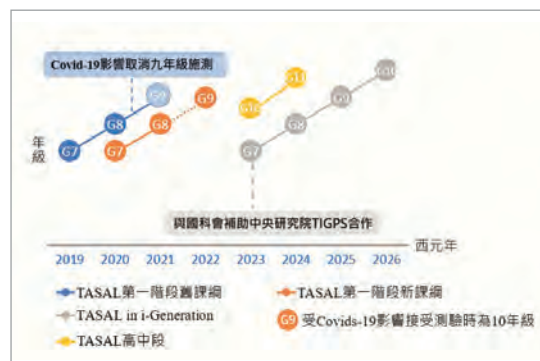 Covid-19影響取消九年級施測
G9
G8
G7
G9
G8
G7
G11
G10
G10
G9
G8
G7
年級
與國科會補助中央研究院TIGPS合作
西元年
2019 2020 2021 2022 2023 2024 2025 2026
TASAL第一階段舊課綱
TASAL第一階段新課綱
TASAL in i-Generation
G9 受Covids-19影響接受測驗時為10年級
TASAL高中段